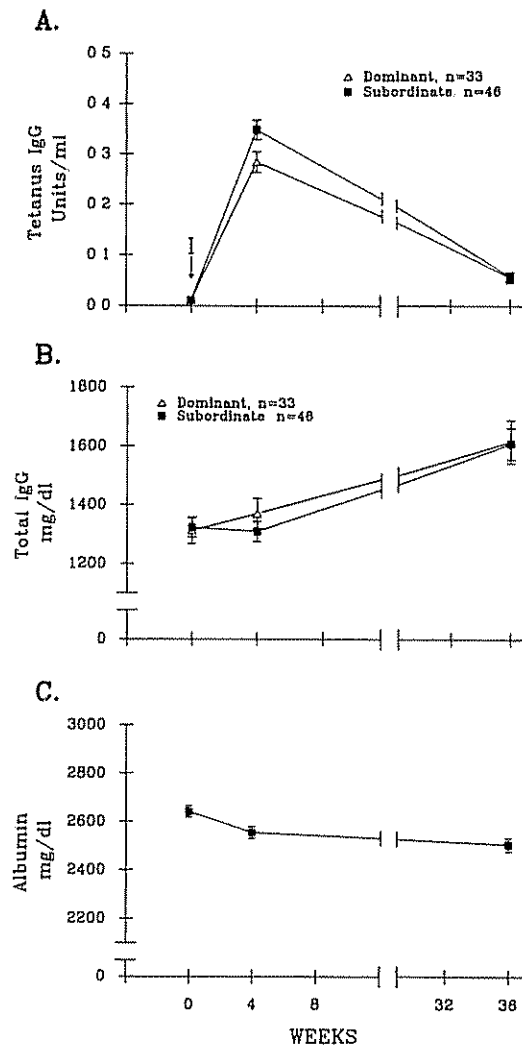 A.
Tetanus IgG
Units/ml
0 5
0 4
0 3
0 2
0 1
0 0
Dominant, n=33
Subordinate n=46
I
B.
Total IgG
mg/dl
1800
1600
1400
1200
0
Dominant, n=33
Subordinate n=46
C.
Albumin
mg/dl
3000
2800
2600
2400
2200
0
0 4 8 32 36
WEEKS